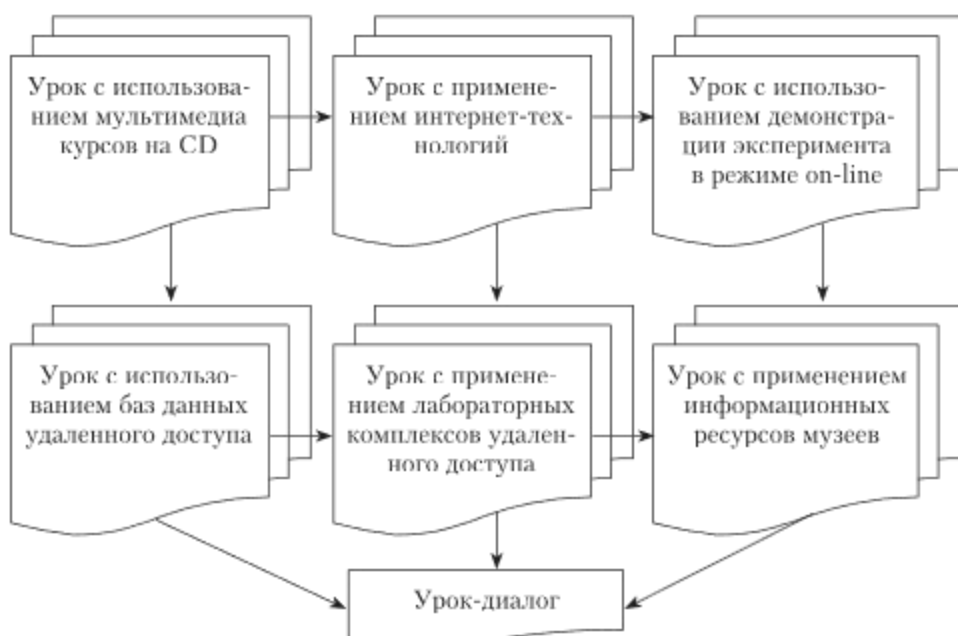 Урок с использова-
нием мультимедиа
курсов на CD
Урок с примене-
нием интернет-тех-
нологий
Урок с использо-
ванием демонстра-
ции эксперимента
в режиме on-line
Урок с использо-
ванием баз данных
удаленного доступа
Урок с примене-
нием лабораторных
комплексов удален-
ного доступа
Урок с применением
информационных
ресурсов музеев
Урок-диалог